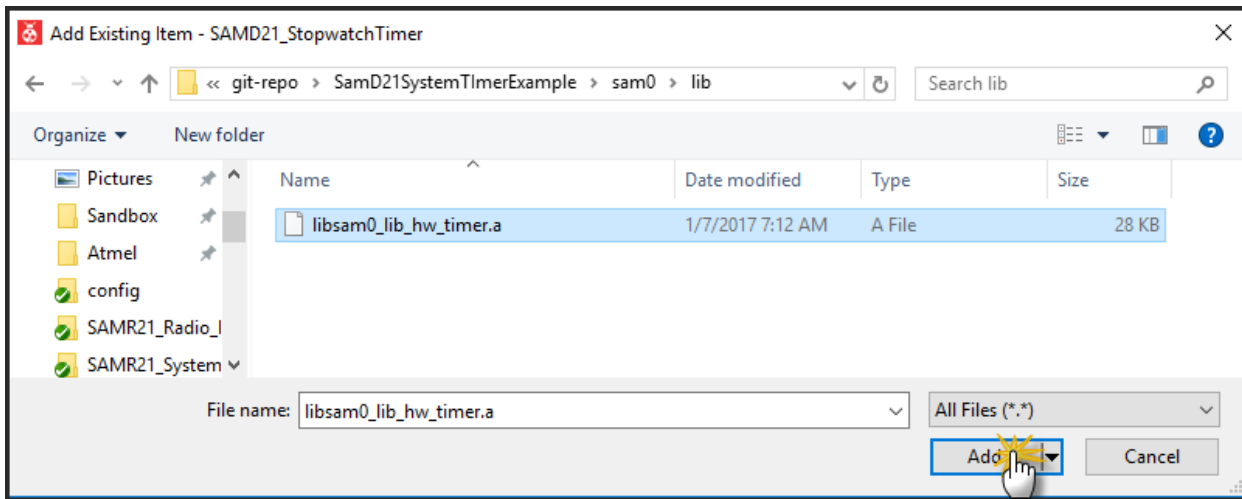 Add Existing Item - SAMD21_StopwatchTimer
« git-repo > SamD21SystemTImerExample > sam0 > lib
Search lib
Organize
New folder
Name
Date modified
Type
Size
Pictures
Sandbox
Atmel
config
SAMR21_Radio_
SAMR21_System
libsam0_lib_hw_timer.a
1/7/2017 7:12 AM
A File
28 KB
File name:
libsam0_lib_hw_timer.a
All Files (*.*)
Add
Cancel